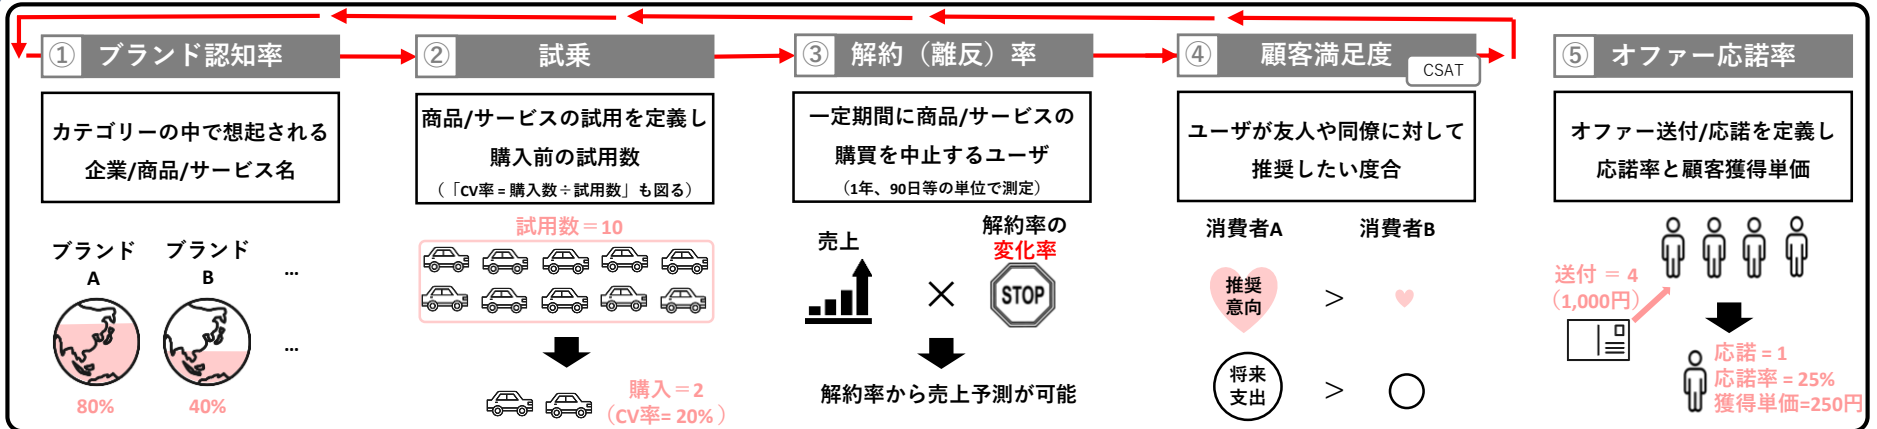 ① ブランド認知率
カテゴリーの中で想起される
企業/商品/サービス名
ブランド
A
ブランド
B
...
...
80%
40%
② 試乗
商品/サービスの試用を定義し
購入前の試用数
(「CV率 = 購入数÷試用数」も図る)
試用数＝10
購入＝2
(CV率= 20% )
③ 解約（離反）率
一定期間に商品/サービスの
購買を中止するユーザ
(1年、90日等の単位で測定)
売上
×
解約率の
変化率
STOP
解約率から売上予測が可能
④ 顧客満足度
CSAT
ユーザが友人や同僚に対して
推奨したい度合
消費者A
消費者B
推奨
意向
＞
将来
支出
＞
⑤ オファー応諾率
オファー送付/応諾を定義し
応諾率と顧客獲得単価
送付 ＝ 4
(1,000円)
応諾 = 1
応諾率 = 25%
獲得単価=250円